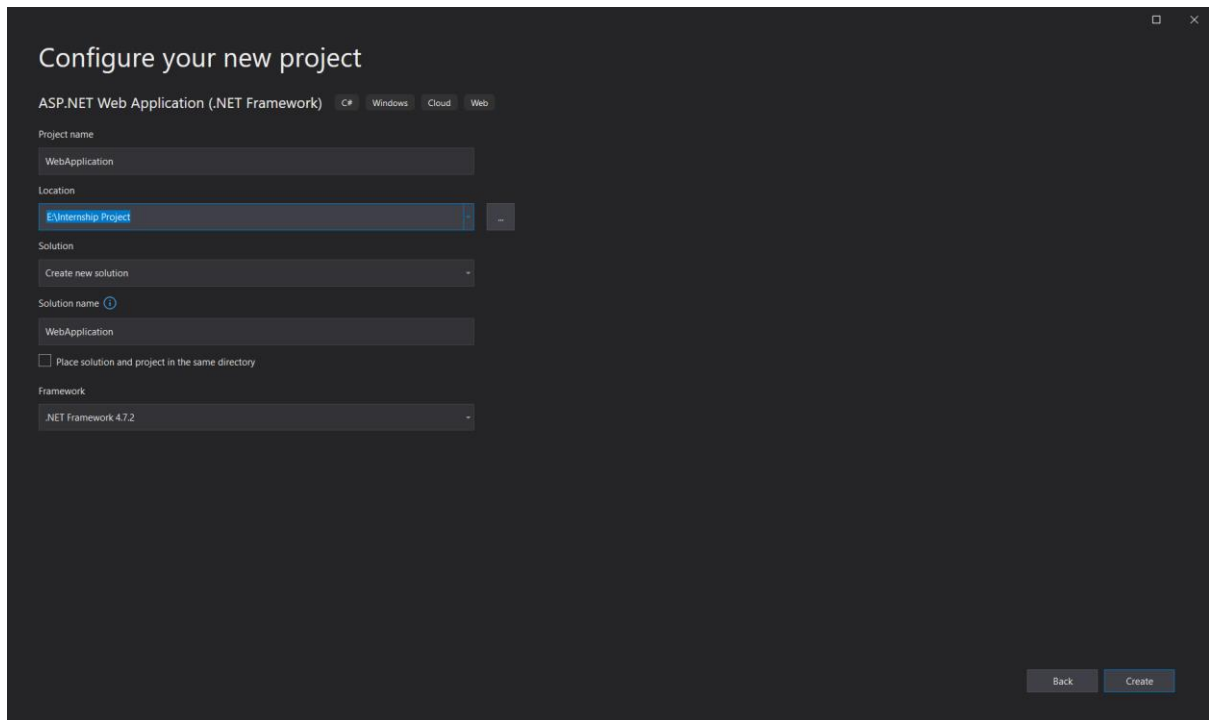 Configure your new project
ASP.NET Web Application (.NET Framework) C# Windows Cloud Web
Project name
WebApplication
Location
E:\Internship Project
...
Solution
Create new solution
Solution name
WebApplication
Place solution and project in the same directory
Framework
.NET Framework 4.7.2
Back Create